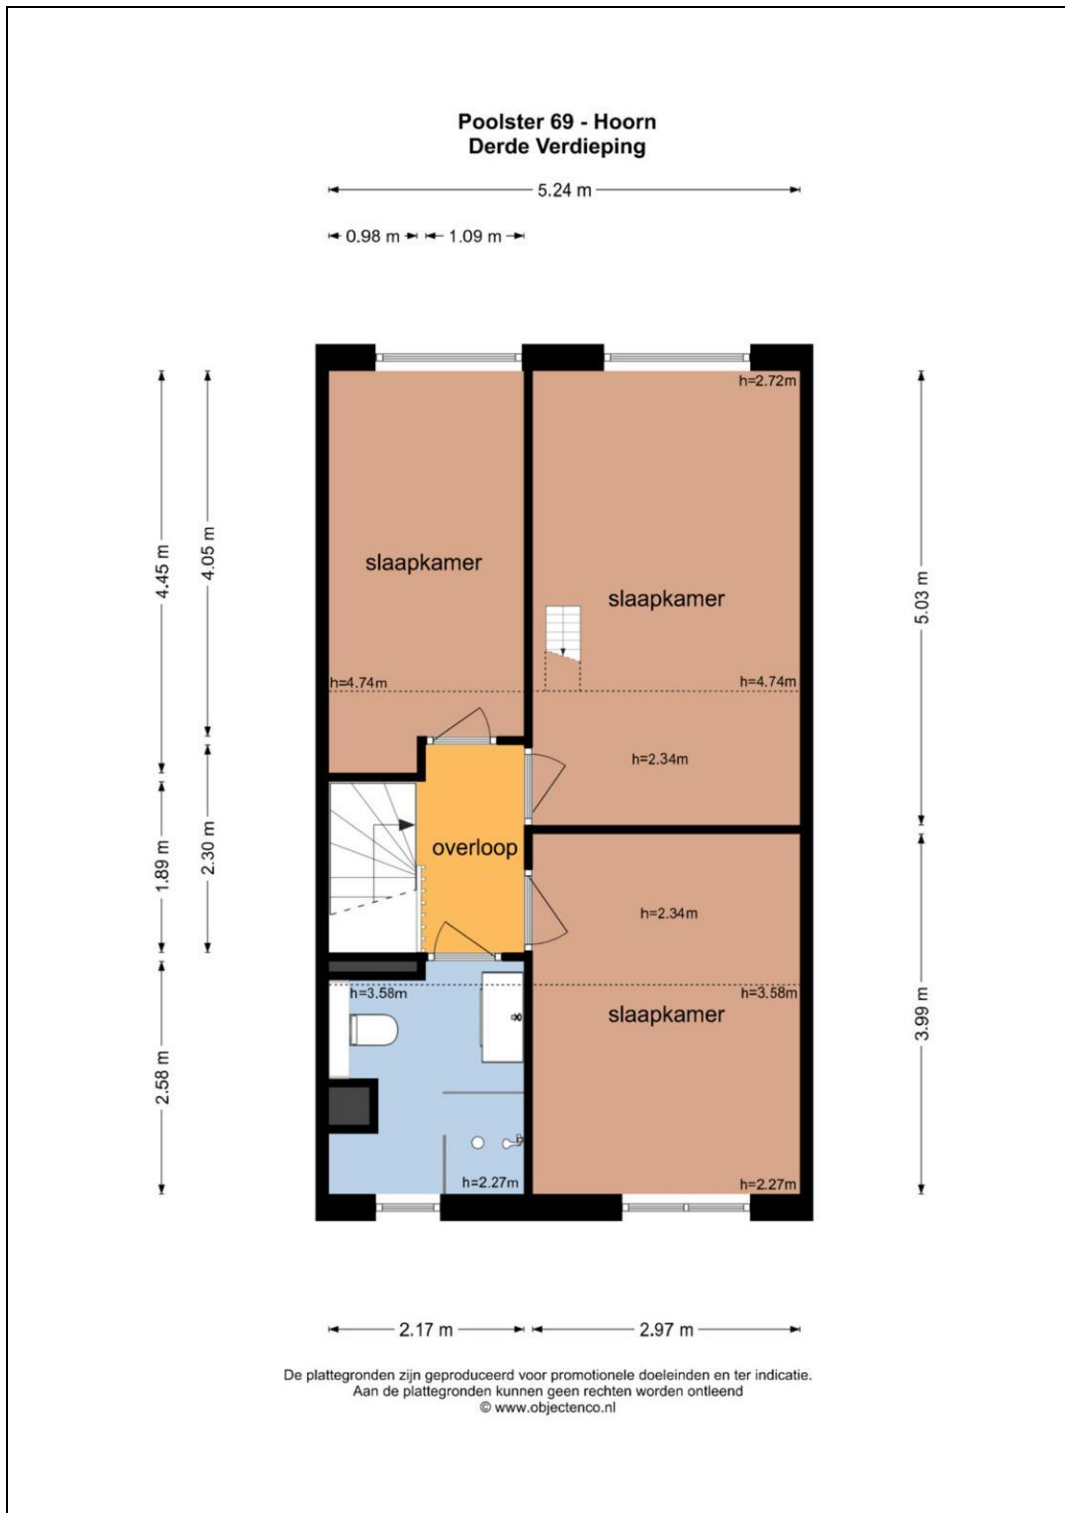 Poolster 69 - Hoorn
Derde Verdieping
5.24 m
0.98 m
1.09 m
h=2.72m
4.45 m
4.05 m
5.03 m
slaapkamer
slaapkamer
h=4.74m
h=4.74m
h=2.34m
1.89 m
2.30 m
overloop
h=2.34m
h=3.58m
h=3.58m
slaapkamer
3.99 m
2.58 m
h=2.27m
h=2.27m
2.17 m
2.97 m
De plattegronden zijn geproduceerd voor promotionele doeleinden en ter indicatie.
Aan de plattegronden kunnen geen rechten worden ontleend
© www.objectenco.nl